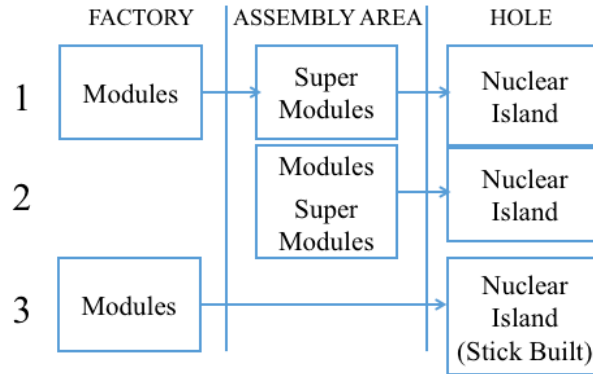 FACTORY ASSEMBLY AREA HOLE
1
Modules
Super
Modules
Nuclear
Island
2
Modules
Super
Modules
Nuclear
Island
3
Modules
Nuclear
Island
(Stick Built)